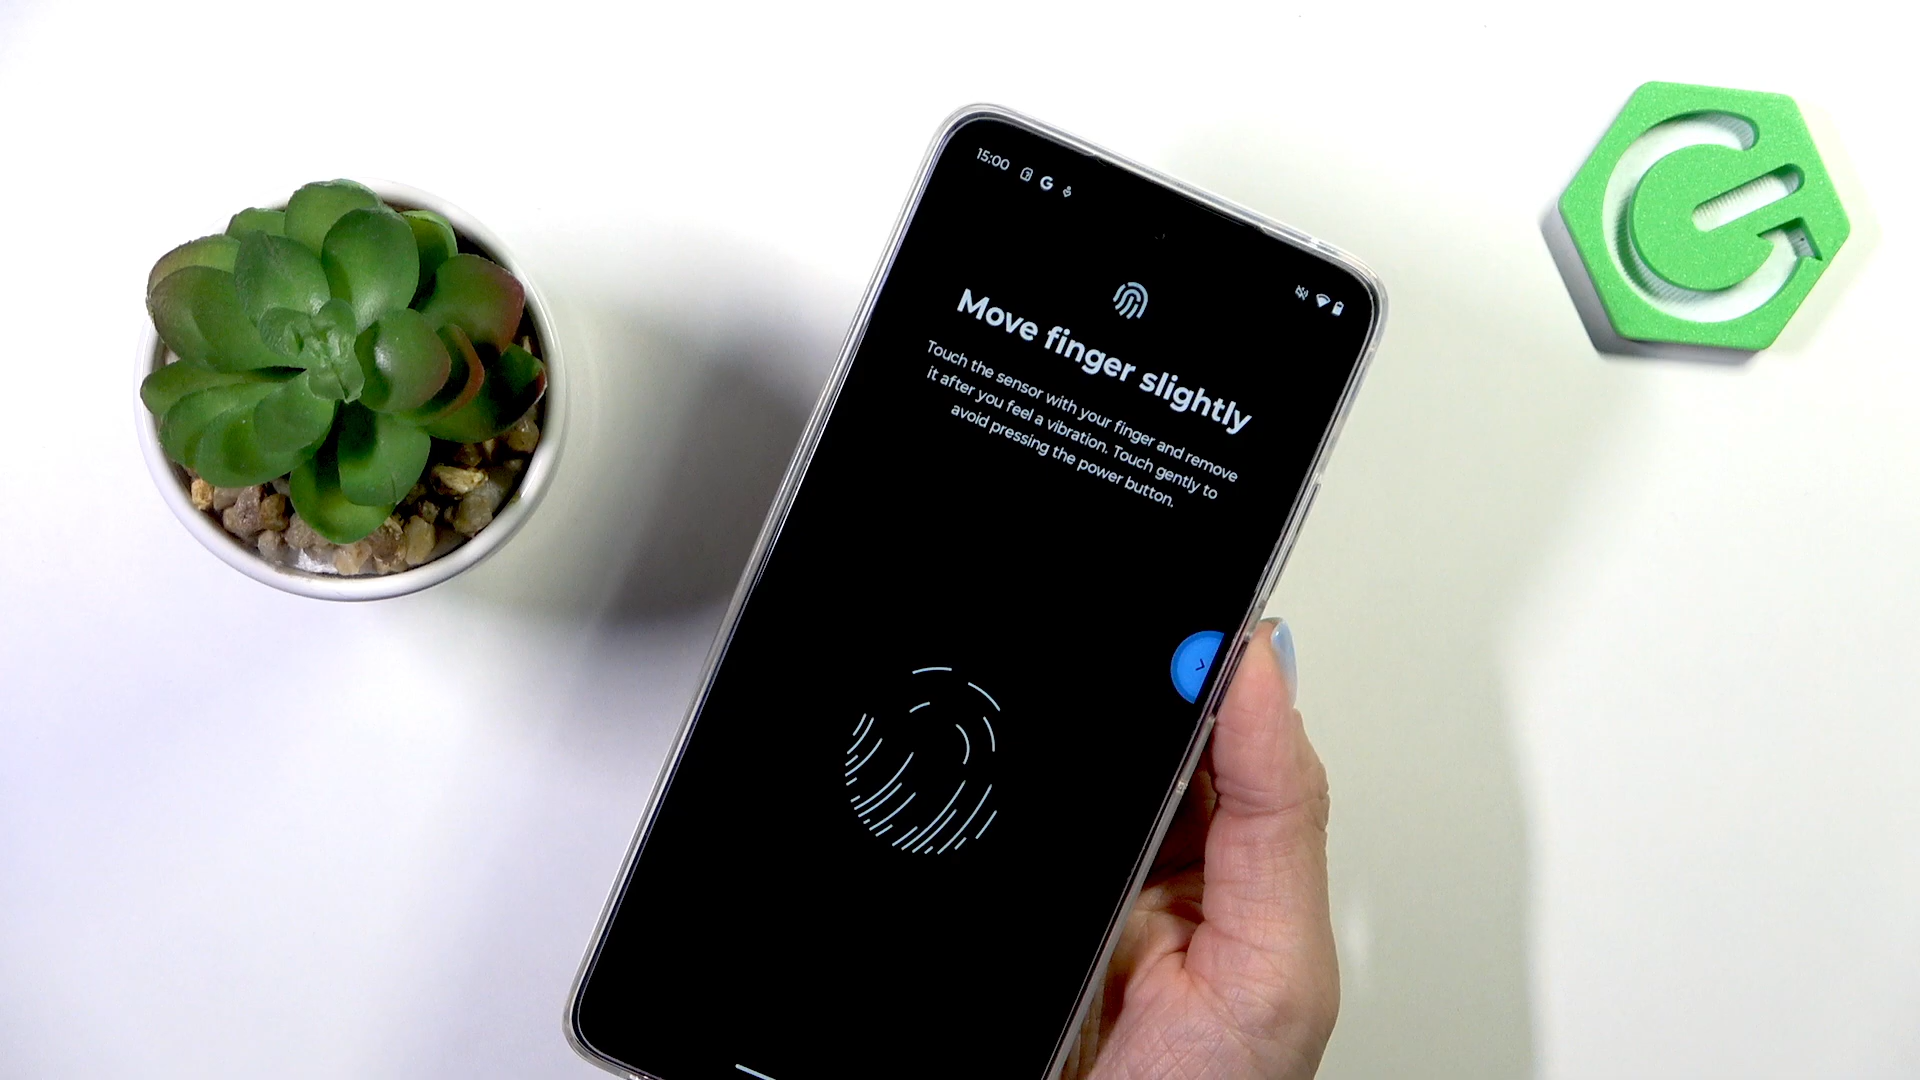 15:00
Move finger slightly
Touch the sensor with your finger and remove
it after you feel a vibration. Touch gently to
avoid pressing the power button.